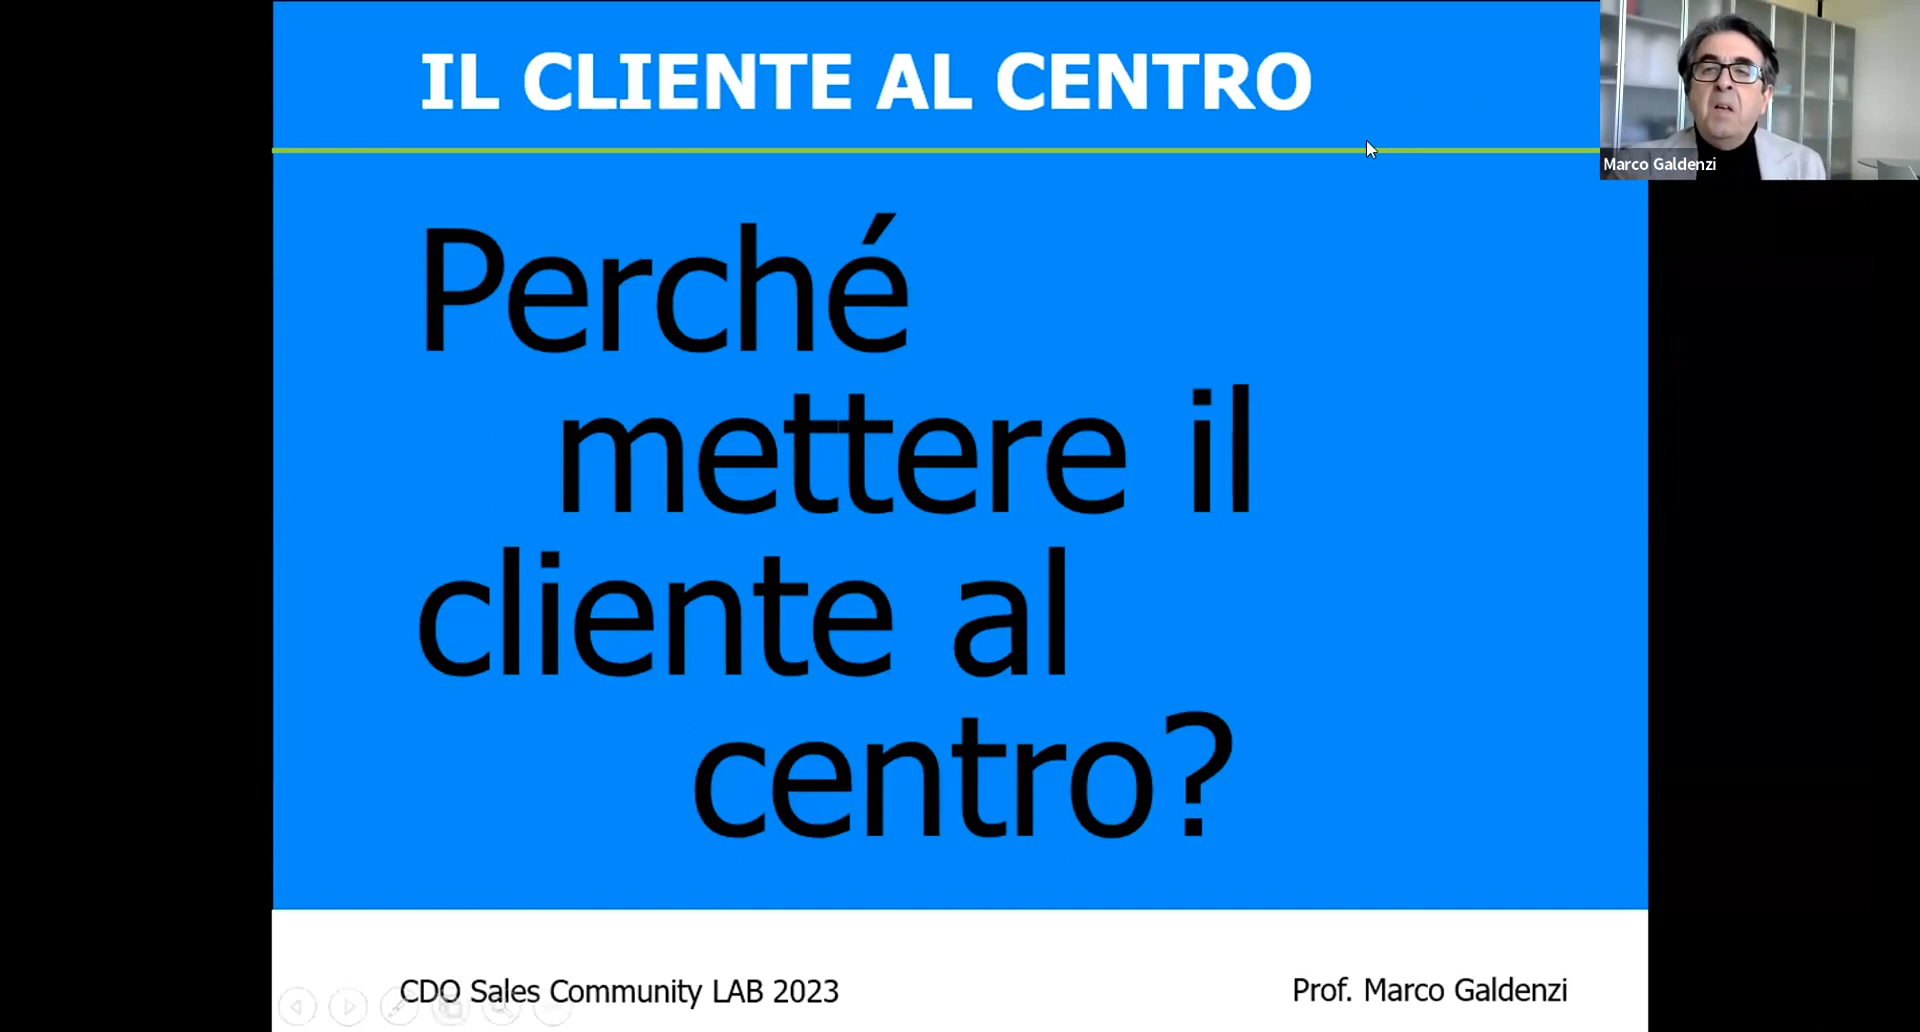 IL CLIENTE AL CENTRO
Marco Galdenzi
Perché
mettere il
cliente al
centro?
CDO Sales Community LAB 2023
Prof. Marco Galdenzi